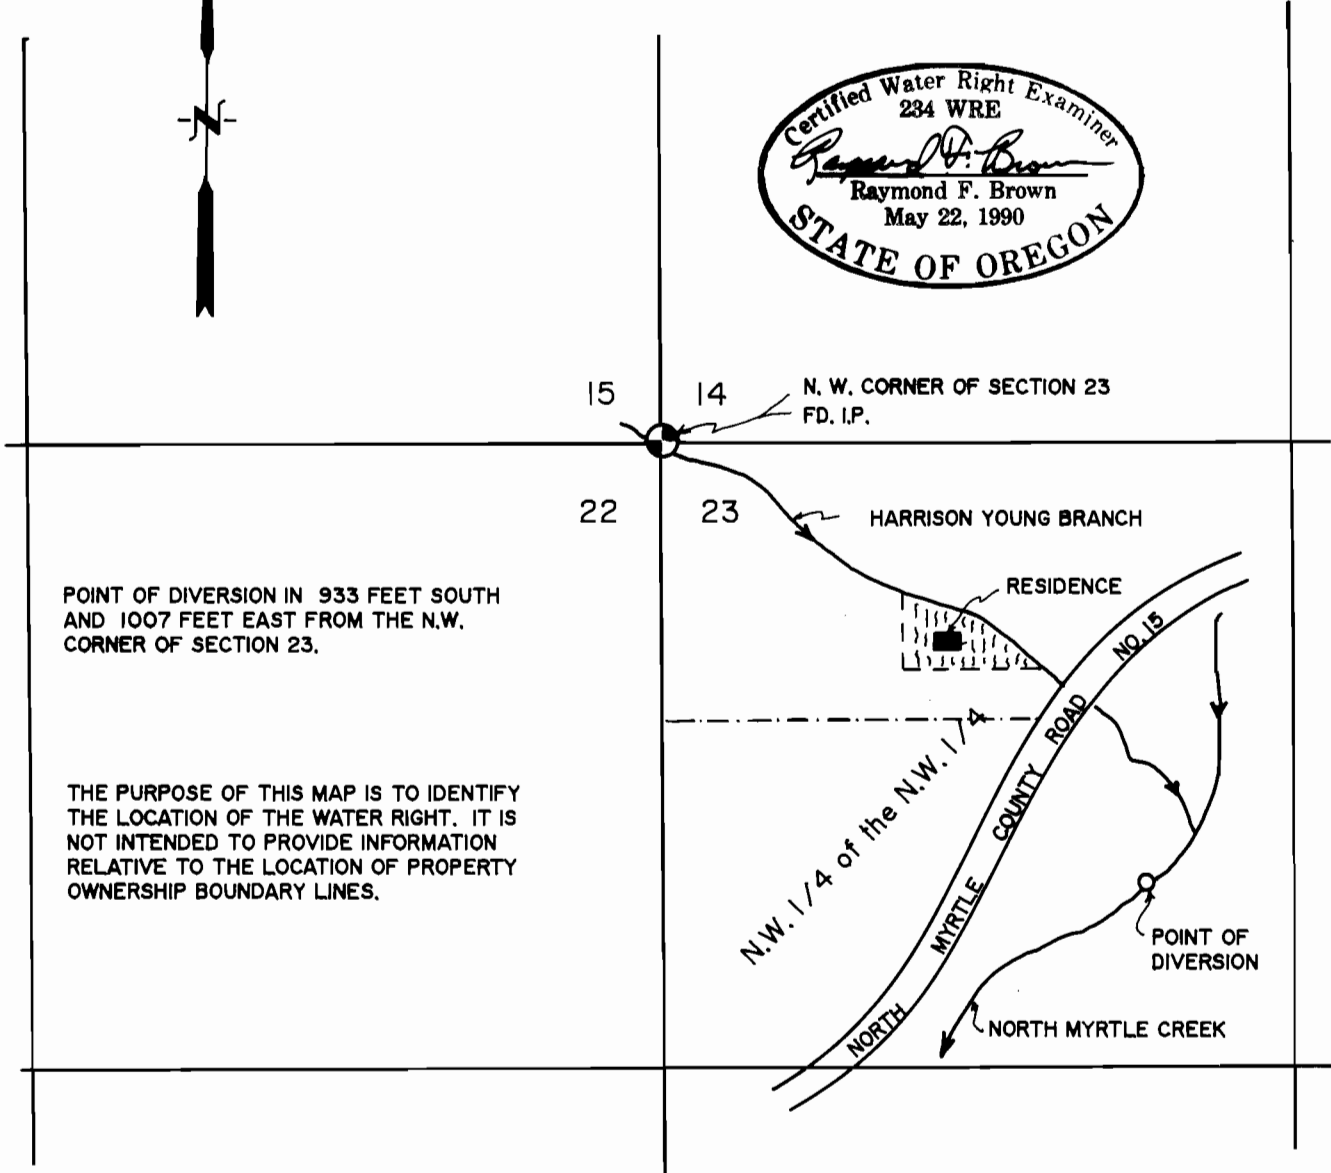 N
Certified Water Right Examiner
234 WRE
Raymond F. Brown
Raymond F. Brown
May 22, 1990
STATE OF OREGON
15
14
N. W. CORNER OF SECTION 23
FD. I.P.
22
23
HARRISON YOUNG BRANCH
POINT OF DIVERSION IN 933 FEET SOUTH
AND 1007 FEET EAST FROM THE N.W.
CORNER OF SECTION 23.
RESIDENCE
NORTH MYRTLE COUNTY ROAD NO. 15
N.W. 1/4 of the N.W. 1/4
THE PURPOSE OF THIS MAP IS TO IDENTIFY
THE LOCATION OF THE WATER RIGHT. IT IS
NOT INTENDED TO PROVIDE INFORMATION
RELATIVE TO THE LOCATION OF PROPERTY
OWNERSHIP BOUNDARY LINES.
POINT OF
DIVERSION
NORTH MYRTLE CREEK